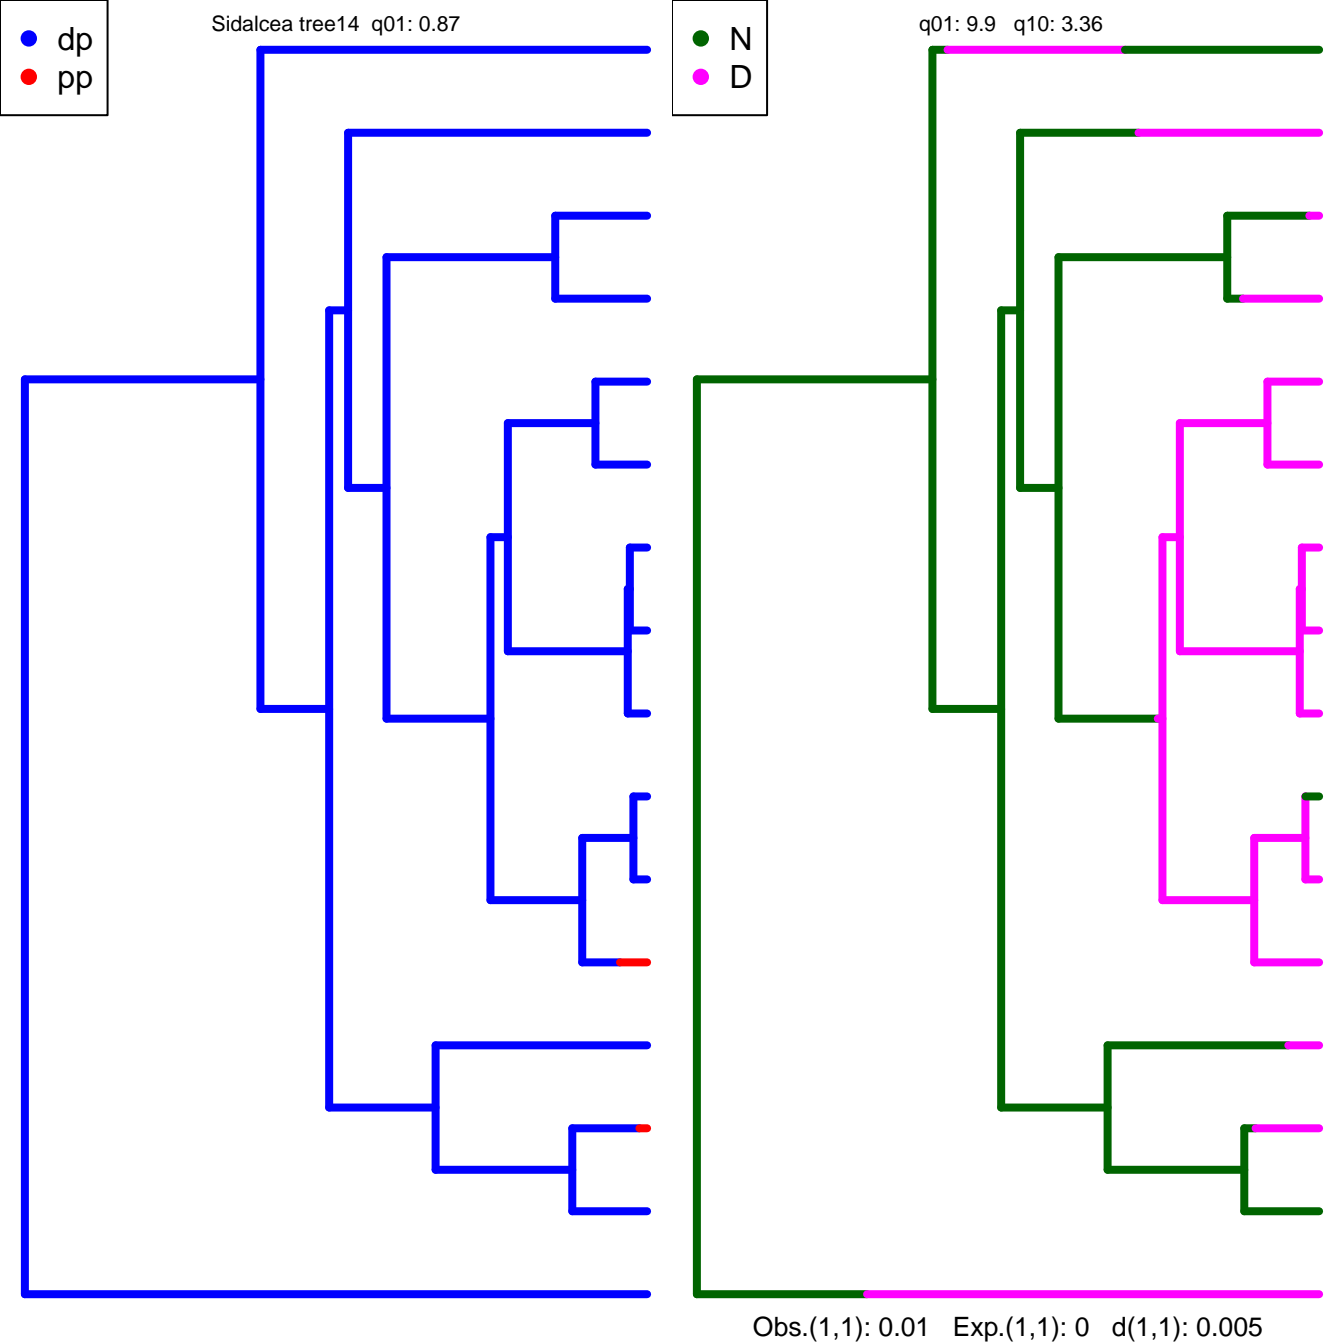 Sidalcea tree14 q01: 0.87
dp
pp
q01: 9.9 q10: 3.36
N
D
Obs.(1,1): 0.01 Exp.(1,1): 0 d(1,1): 0.005